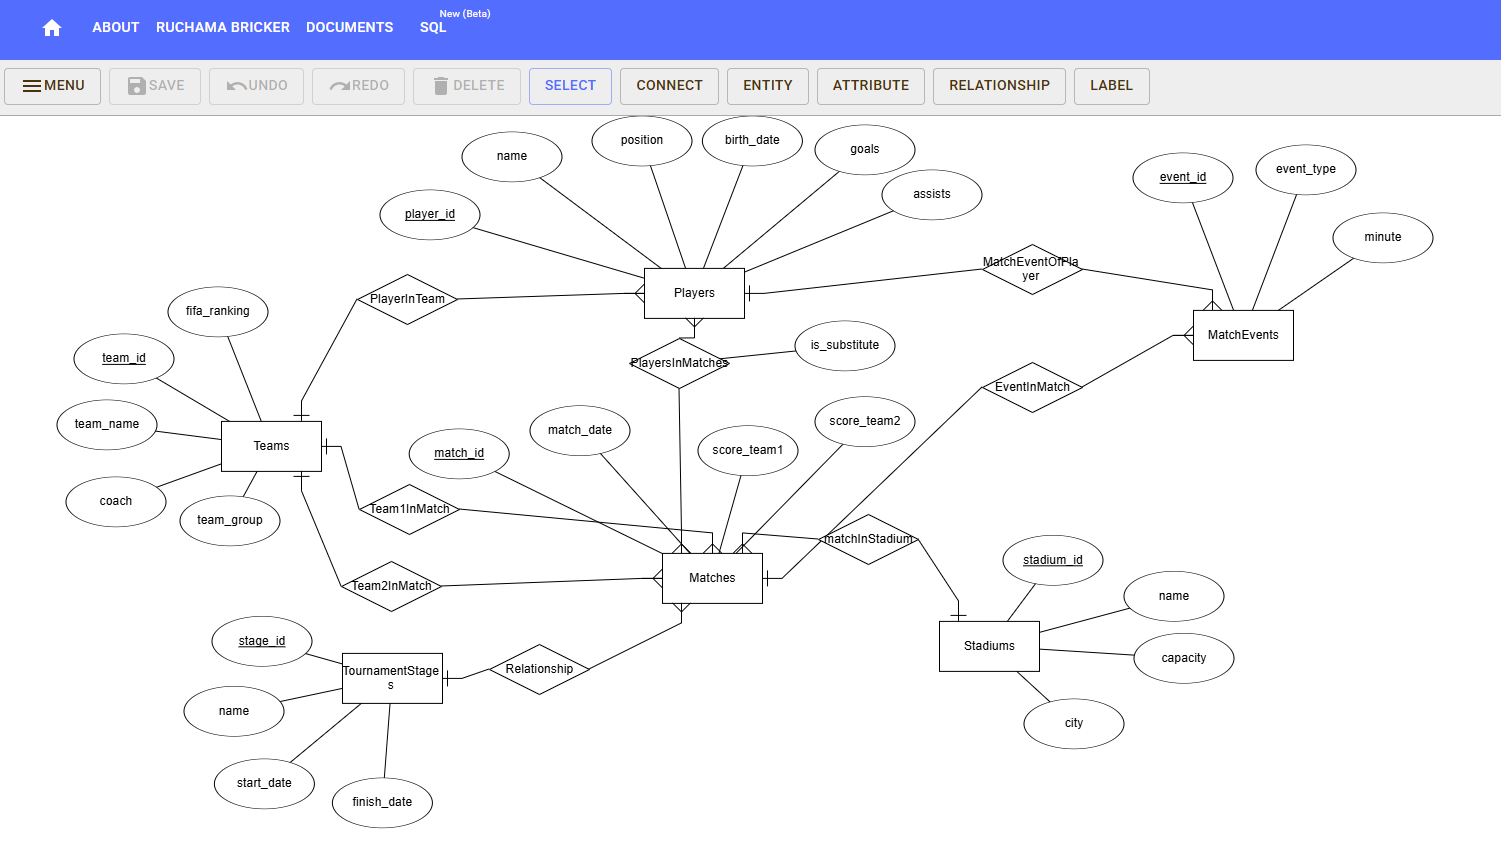 New (Beta)
ABOUT RUCHAMA BRICKER DOCUMENTS SQL
MENU SAVE UNDO REDO DELETE SELECT CONNECT ENTITY ATTRIBUTE RELATIONSHIP LABEL
position
birth_date
goals
name
event_type
event_id
assists
player_id
minute
MatchEventOfPla
yer
Players
PlayerInTeam
fifa_ranking
MatchEvents
is_substitute
team_id
PlayersInMatches
EventInMatch
team_name
score_team2
match_date
Teams
score_team1
match_id
coach
Team1InMatch
team_group
matchInStadium
stadium_id
Matches
Team2InMatch
name
stage_id
Stadiums
capacity
Relationship
TournamentStage
s
name
city
start_date
finish_date